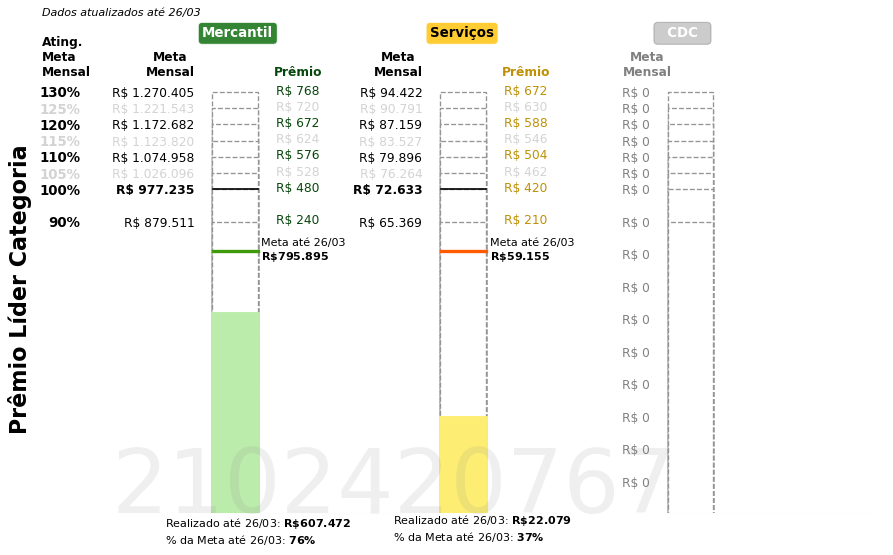 Dados atualizados até 26/03
Mercantil Serviços CDC
Ating.
Meta Meta Meta Meta
Mensal Mensal Prêmio Mensal Prêmio Mensal
130% R$ 1.270.405 R$ 768 R$ 94.422 R$ 672 R$ 0
125% R$ 1.221.543 R$ 720 R$ 90.791 R$ 630 R$ 0
120% R$ 1.172.682 R$ 672 R$ 87.159 R$ 588 R$ 0
115% R$ 1.123.820 R$ 624 R$ 83.527 R$ 546 R$ 0
110% R$ 1.074.958 R$ 576 R$ 79.896 R$ 504 R$ 0
105% R$ 1.026.096 R$ 528 R$ 76.264 R$ 462 R$ 0
100% R$ 977.235 R$ 480 R$ 72.633 R$ 420 R$ 0
90% R$ 879.511 R$ 240 R$ 65.369 R$ 210 R$ 0
Meta até 26/03 Meta até 26/03
R$795.895 R$59.155 R$ 0
R$ 0
R$ 0
R$ 0
R$ 0
R$ 0
R$ 0
R$ 0
Prêmio Líder Categoria
2102420767
Realizado até 26/03: R$607.472 Realizado até 26/03: R$22.079
% da Meta até 26/03: 76% % da Meta até 26/03: 37%